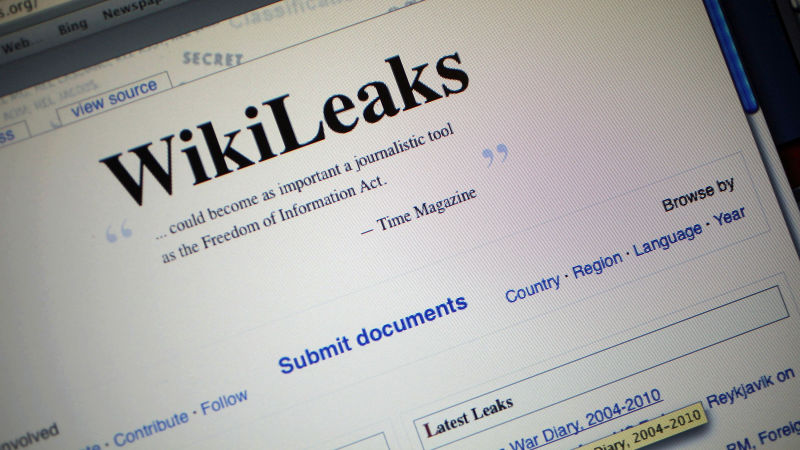 s.org/
Web... Bing Newspap
Classifica
SECRET
ss view source
WikiLeaks
“ ... could become as important a journalistic tool
as the Freedom of Information Act. ”
— Time Magazine
Browse by
Country · Region · Language · Year
Submit documents
nvolved
te · Contribute · Follow
Latest Leaks
War Diary, 2004-2010
Diary, 2004-2010
Reykjavik on
PM, Foreig